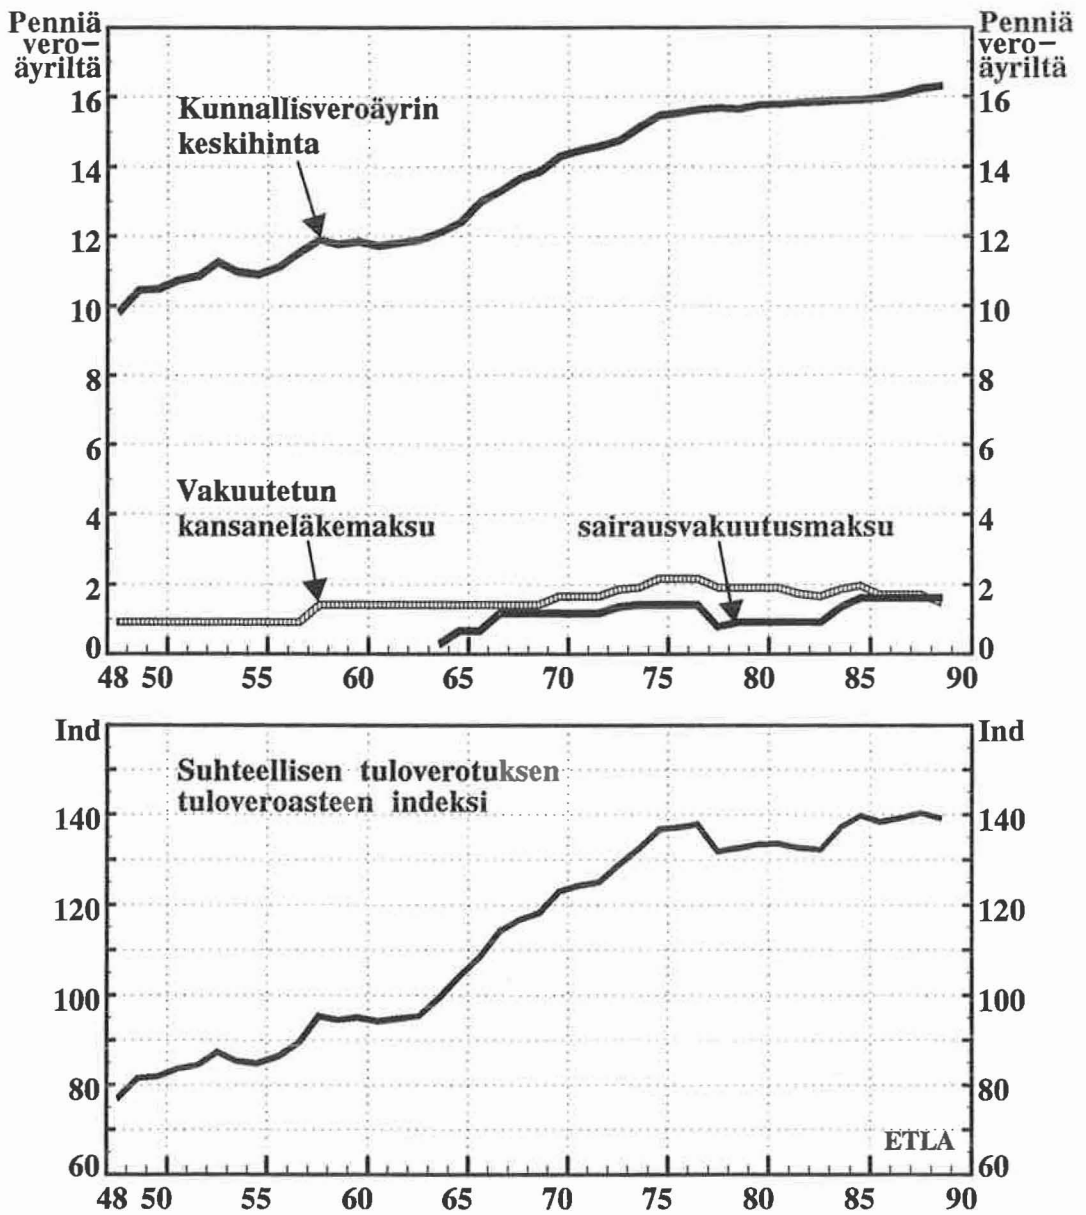 Penniä
vero-
äyriltä
Penniä
vero-
äyriltä
16
14
12
10
8
6
4
2
0
Kunnallisveroäyrin
keskihinta
Vakuutetun
kansaneläkemaksu
sairausvakuutusmaksu
16
14
12
10
8
6
4
2
0
48 50 55 60 65 70 75 80 85 90
Ind
140
120
100
80
60
Suhteellisen tuloverotuksen
tuloveroasteen indeksi
ETLA
Ind
140
120
100
80
60
48 50 55 60 65 70 75 80 85 90